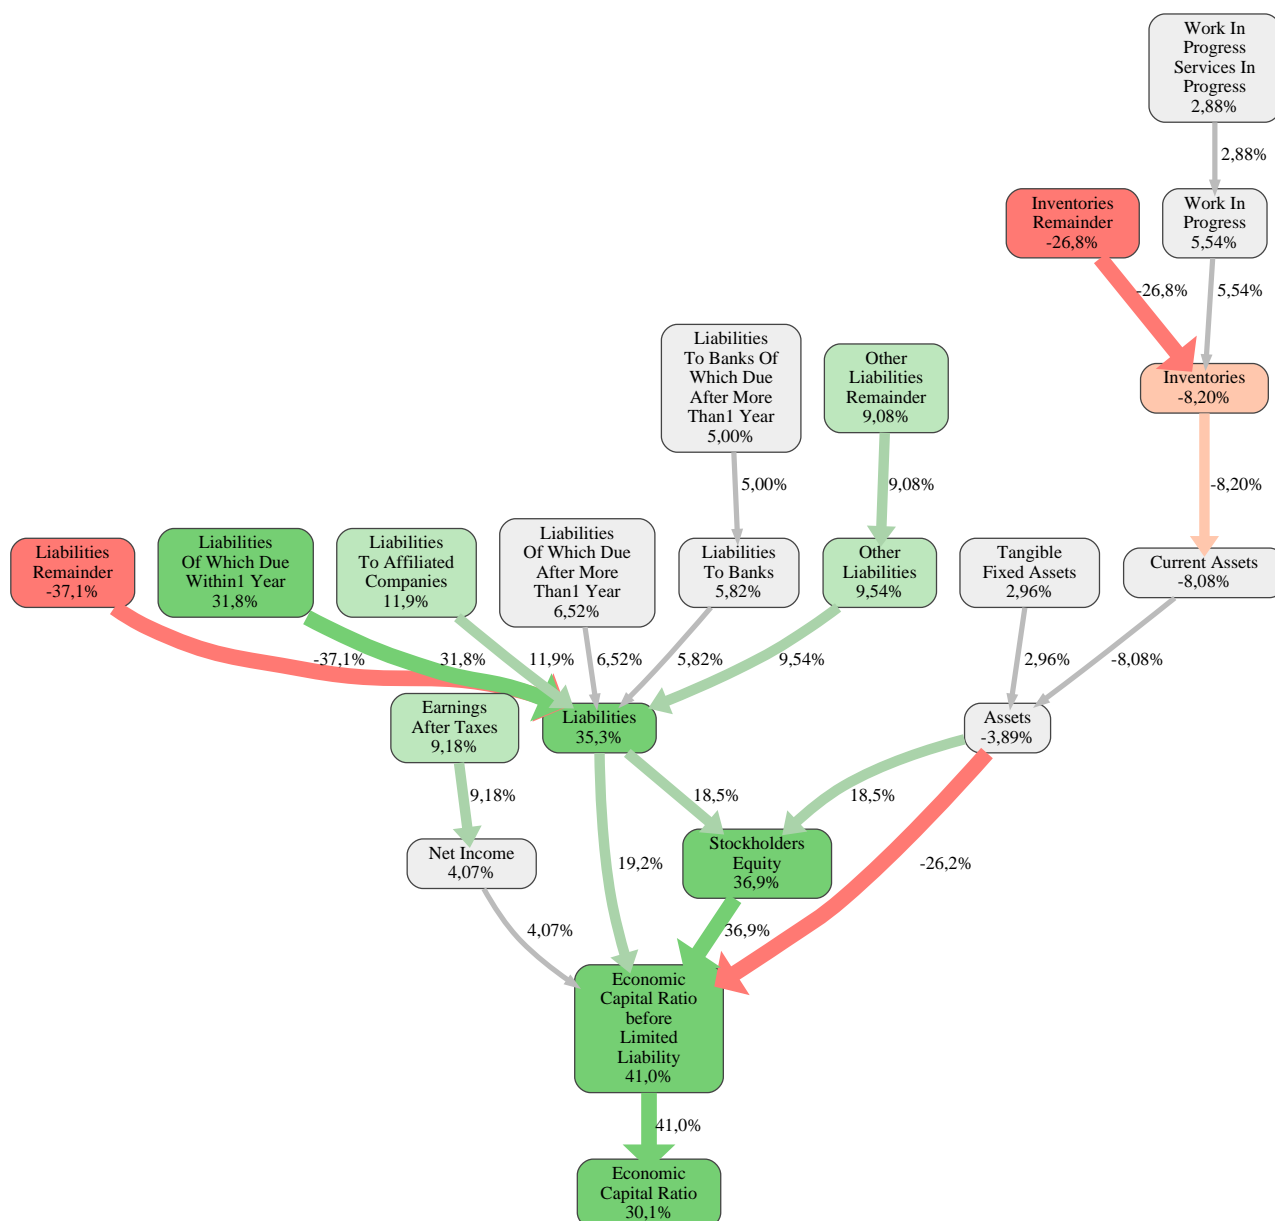 Work In
Progress
Services In
Progress
2,88%
2,88%
Inventories
Remainder
-26,8%
Work In
Progress
5,54%
-26,8%
5,54%
Liabilities
To Banks Of
Which Due
After More
Than1 Year
5,00%
Other
Liabilities
Remainder
9,08%
Inventories
-8,20%
5,00%
9,08%
-8,20%
Liabilities
Remainder
-37,1%
Liabilities
Of Which Due
Within1 Year
31,8%
Liabilities
To Affiliated
Companies
11,9%
Liabilities
Of Which Due
After More
Than1 Year
6,52%
Liabilities
To Banks
5,82%
Other
Liabilities
9,54%
Tangible
Fixed Assets
2,96%
Current Assets
-8,08%
-37,1%
31,8%
11,9%
6,52%
5,82%
9,54%
2,96%
-8,08%
Earnings
After Taxes
9,18%
Liabilities
35,3%
Assets
-3,89%
9,18%
18,5%
18,5%
Net Income
4,07%
19,2%
Stockholders
Equity
36,9%
-26,2%
4,07%
36,9%
Economic
Capital Ratio
before
Limited
Liability
41,0%
41,0%
Economic
Capital Ratio
30,1%